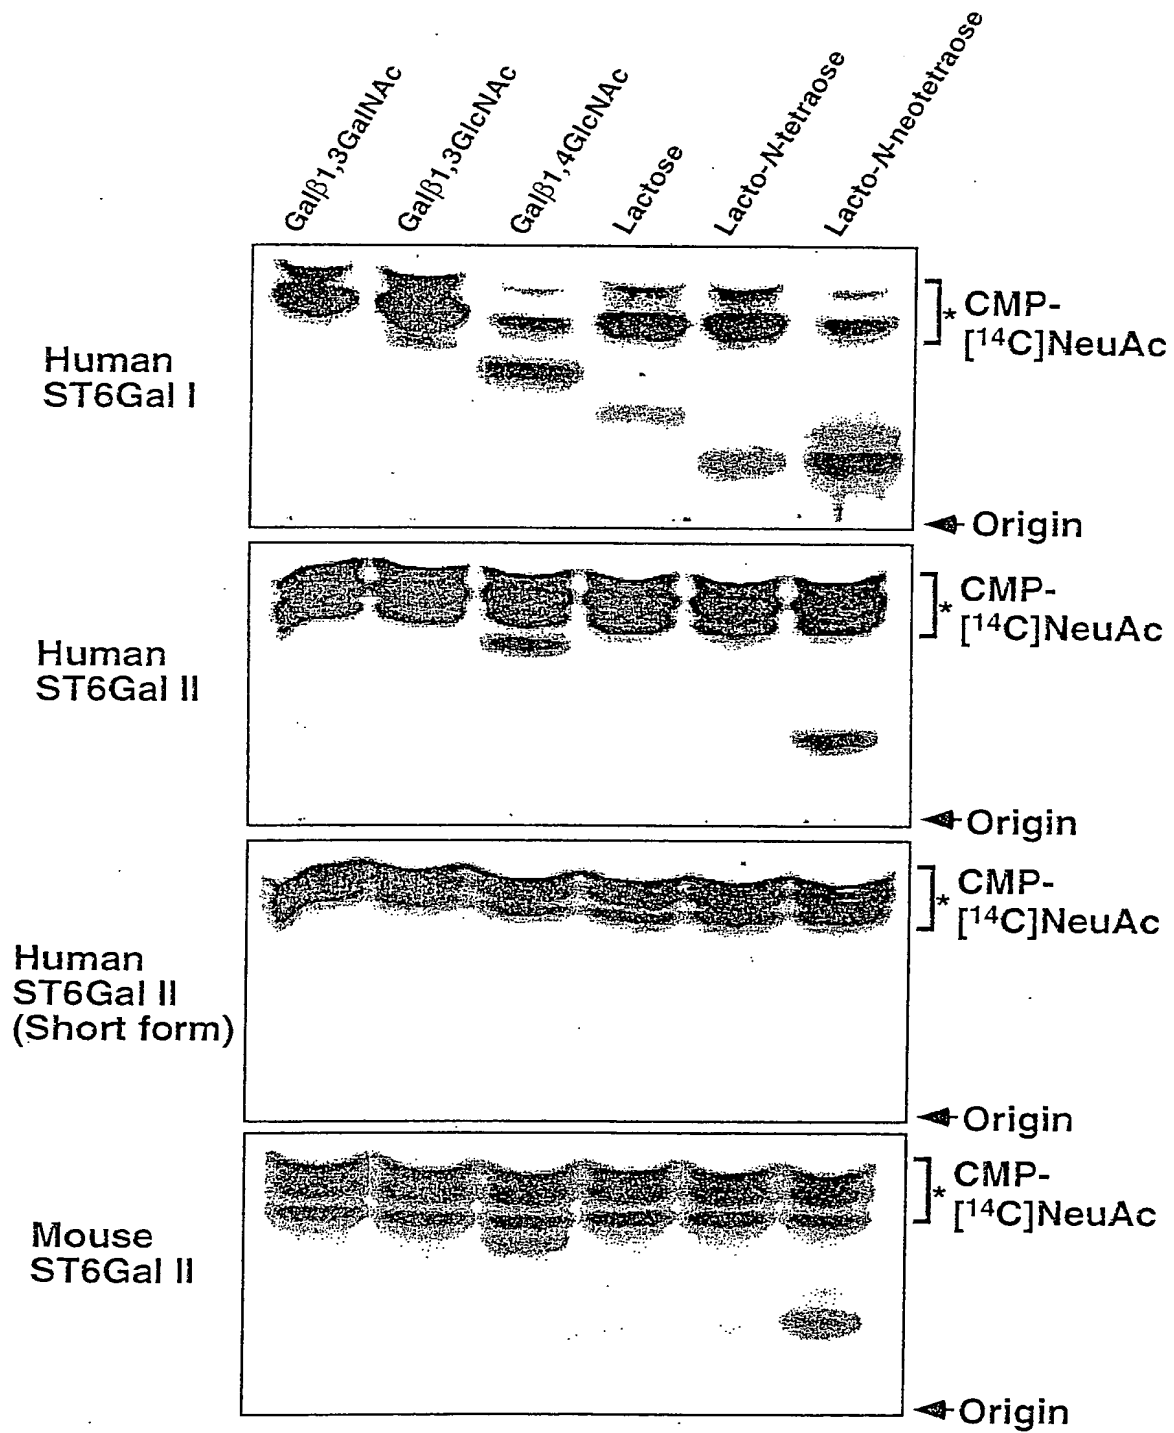 Galβ1,3GalNAc
Galβ1,3GlcNAc
Galβ1,4GlcNAc
Lactose
Lacto-N-tetraose
Lacto-N-neotetraose
Human
ST6Gal I
* CMP-
[¹⁴C]NeuAc
Origin
Human
ST6Gal II
* CMP-
[¹⁴C]NeuAc
Origin
Human
ST6Gal II
(Short form)
* CMP-
[¹⁴C]NeuAc
Origin
Mouse
ST6Gal II
* CMP-
[¹⁴C]NeuAc
Origin